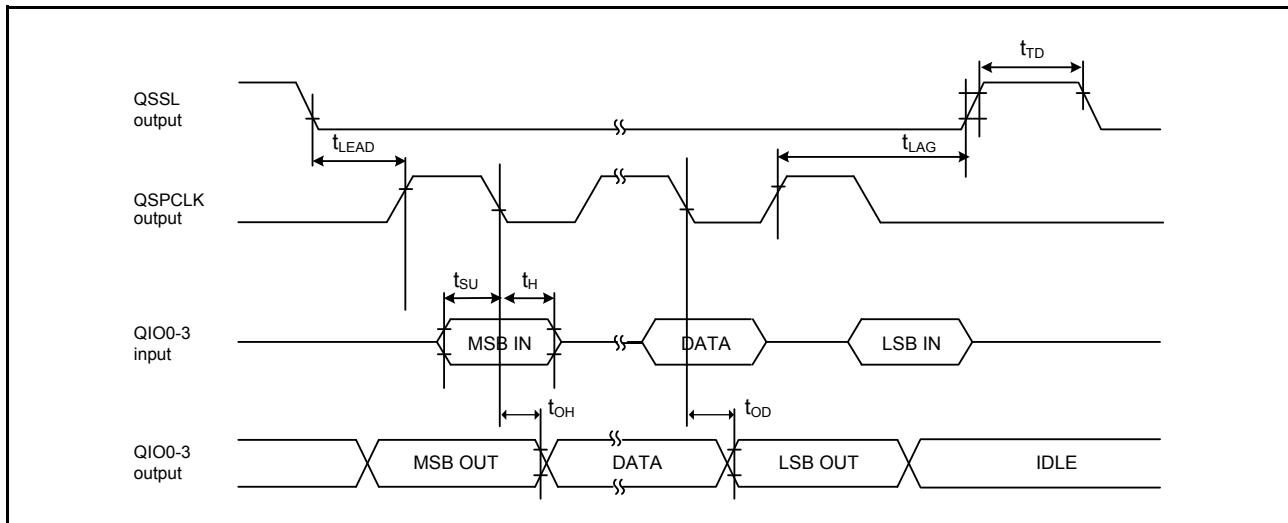 QSSL
output
tTD
tLEAD
tLAG
QSPCLK
output
tSU
tH
QIO0-3
input
MSB IN
DATA
LSB IN
tOH
tOD
QIO0-3
output
MSB OUT
DATA
LSB OUT
IDLE